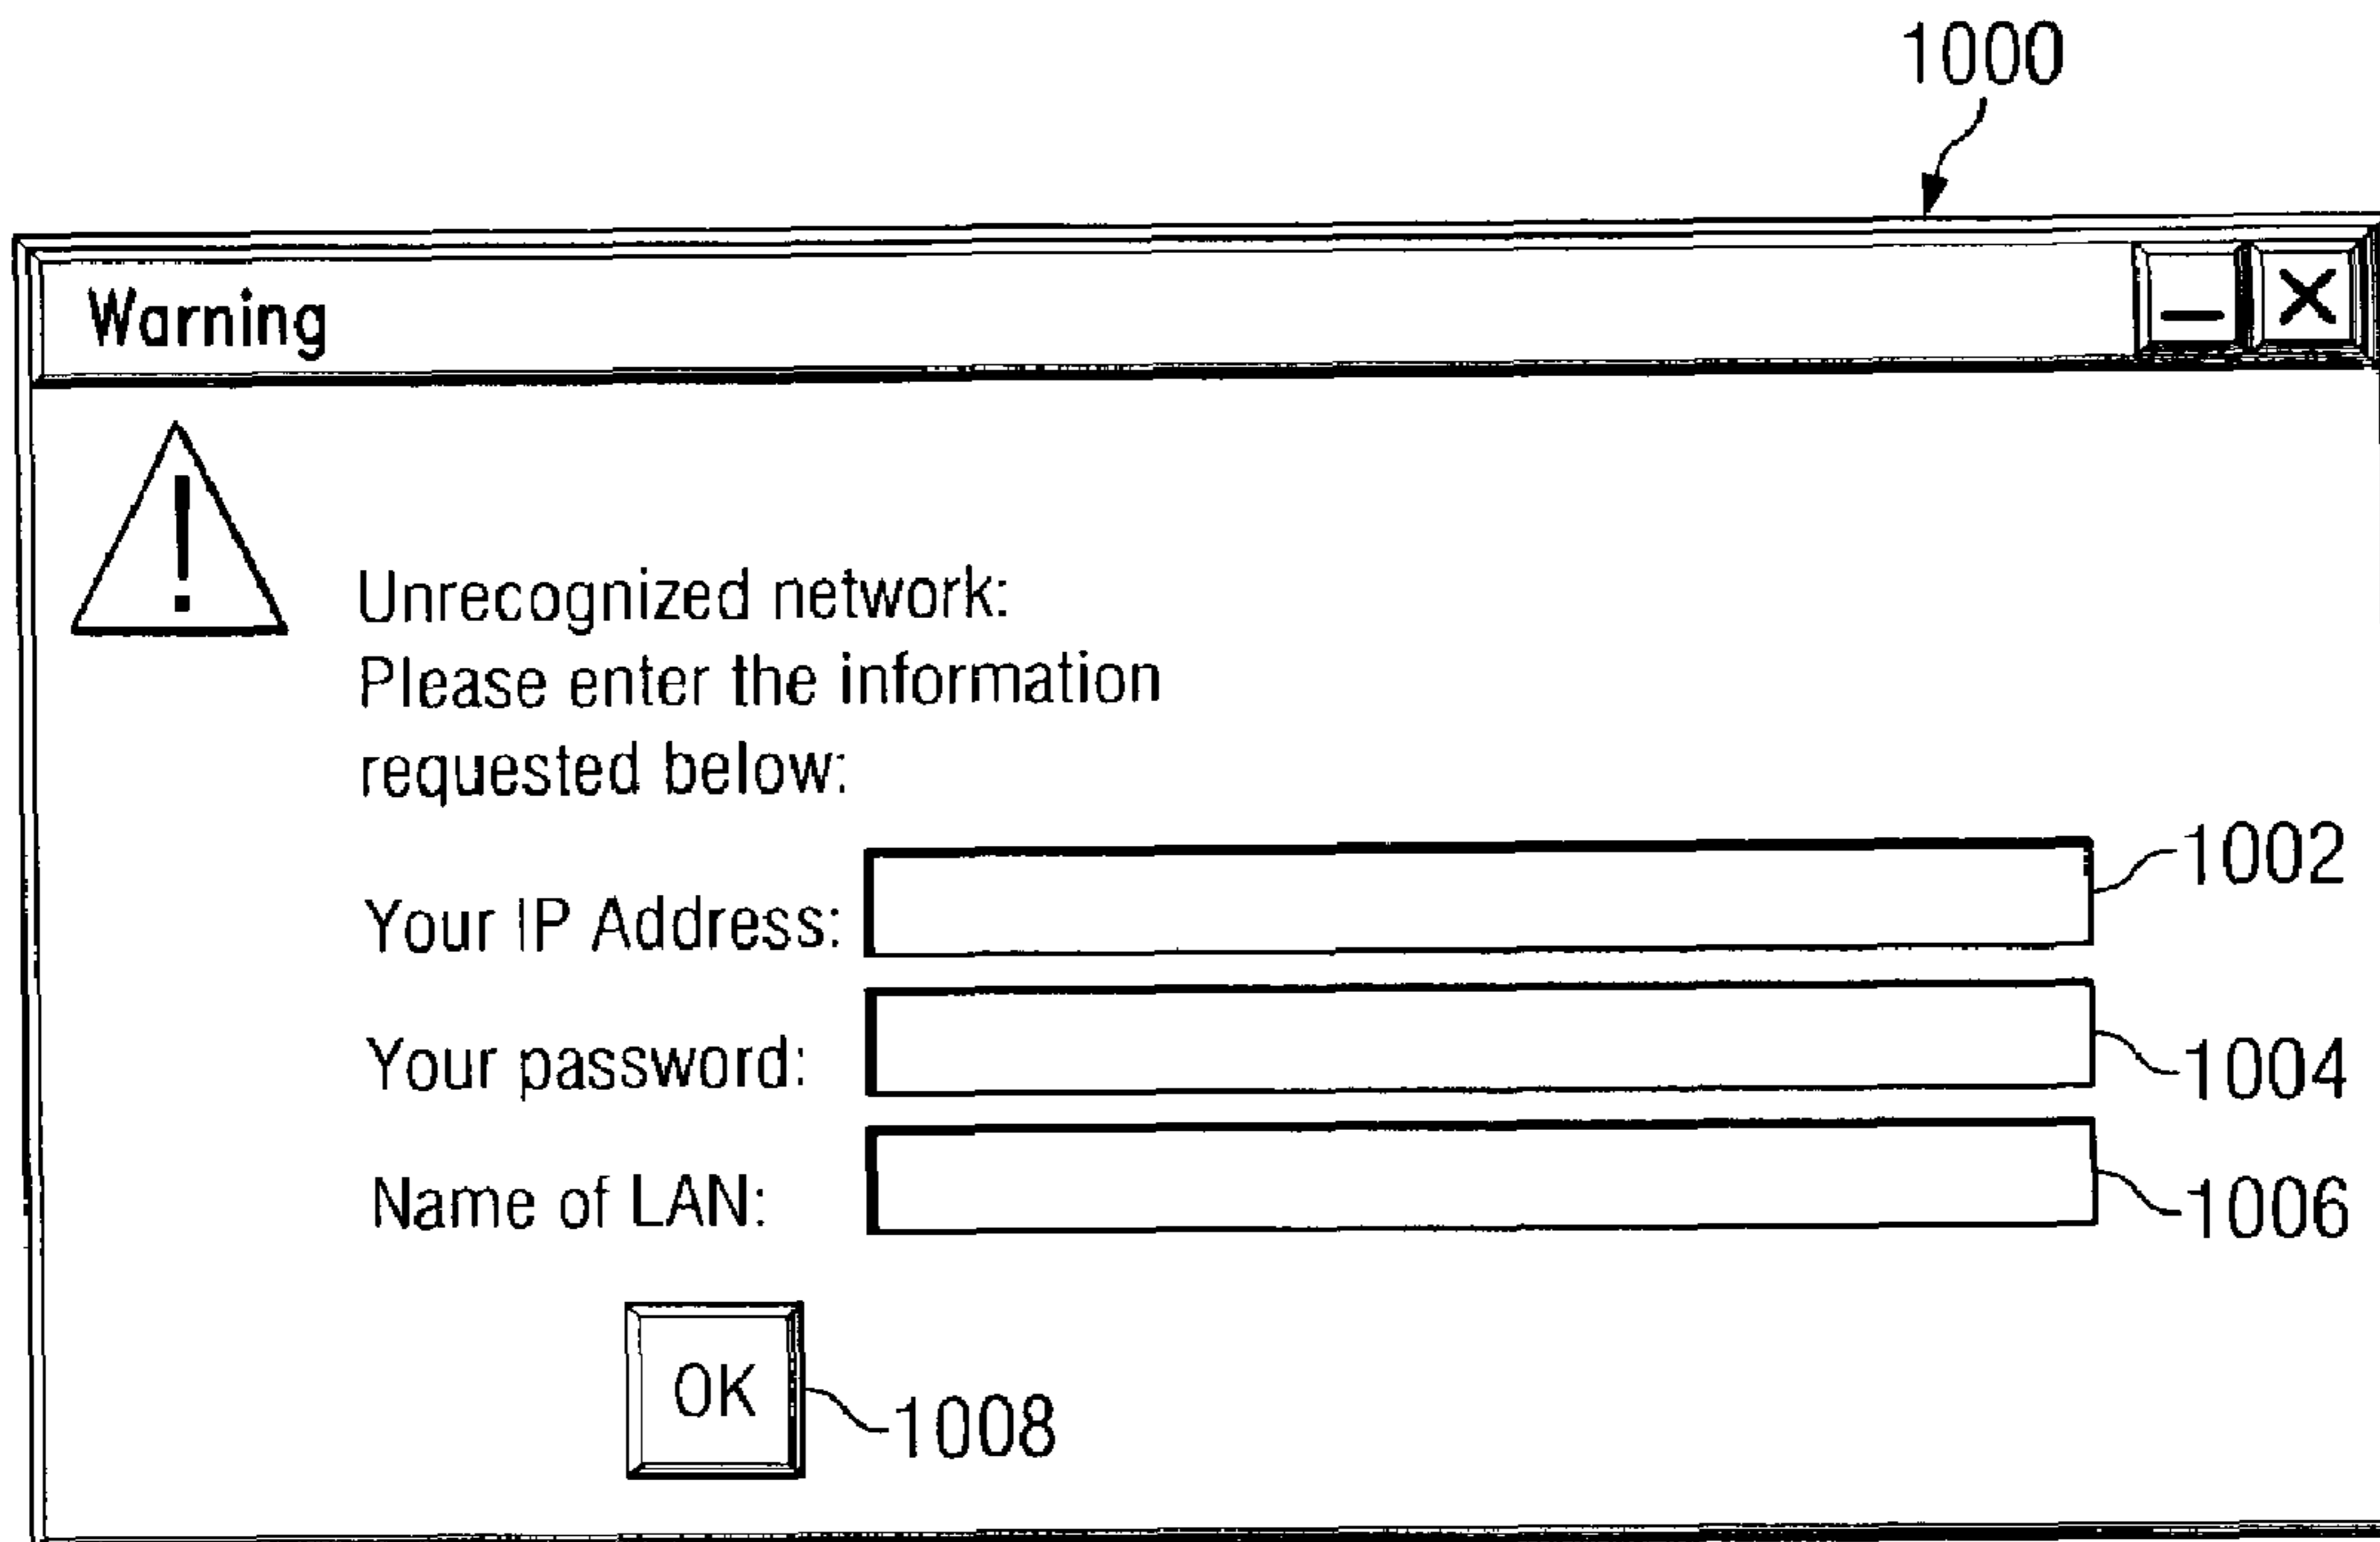 1000
Warning
!
Unrecognized network:
Please enter the information
requested below:
Your IP Address:
1002
Your password:
1004
Name of LAN:
1006
OK
1008